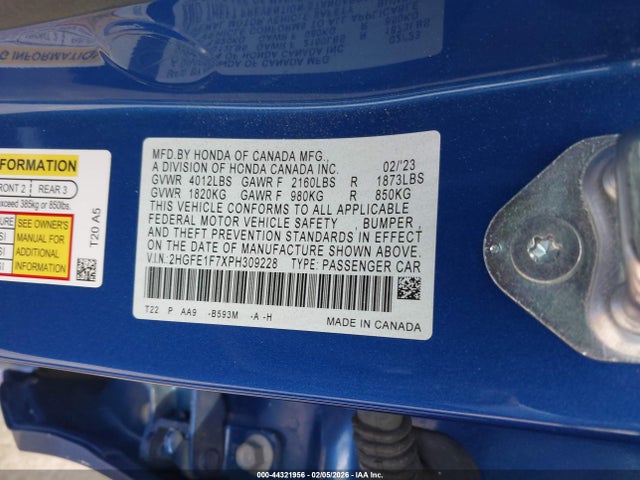 NFORMATION
RONT 2 REAR 3
exceed 385kg or 850lbs.
SURE
SEE OWNER'S
MANUAL FOR
ADDITIONAL
INFORMATION
T20 A5
MFD.BY HONDA OF CANADA MFG.,
A DIVISION OF HONDA CANADA INC. 02/'23
GVWR 4012LBS GAWR F 2160LBS R 1873LBS
GVWR 1820KG GAWR F 980KG R 850KG
THIS VEHICLE CONFORMS TO ALL APPLICABLE
FEDERAL MOTOR VEHICLE SAFETY , BUMPER ,
AND THEFT PREVENTION STANDARDS IN EFFECT
ON THE DATE OF MANUFACTURE SHOWN ABOVE.
V.I.N.:2HGFE1F7XPH309228 TYPE: PASSENGER CAR
T22 P AA9 -B593M -A -H
MADE IN CANADA
000-44321956 - 02/05/2026 - IAA Inc.